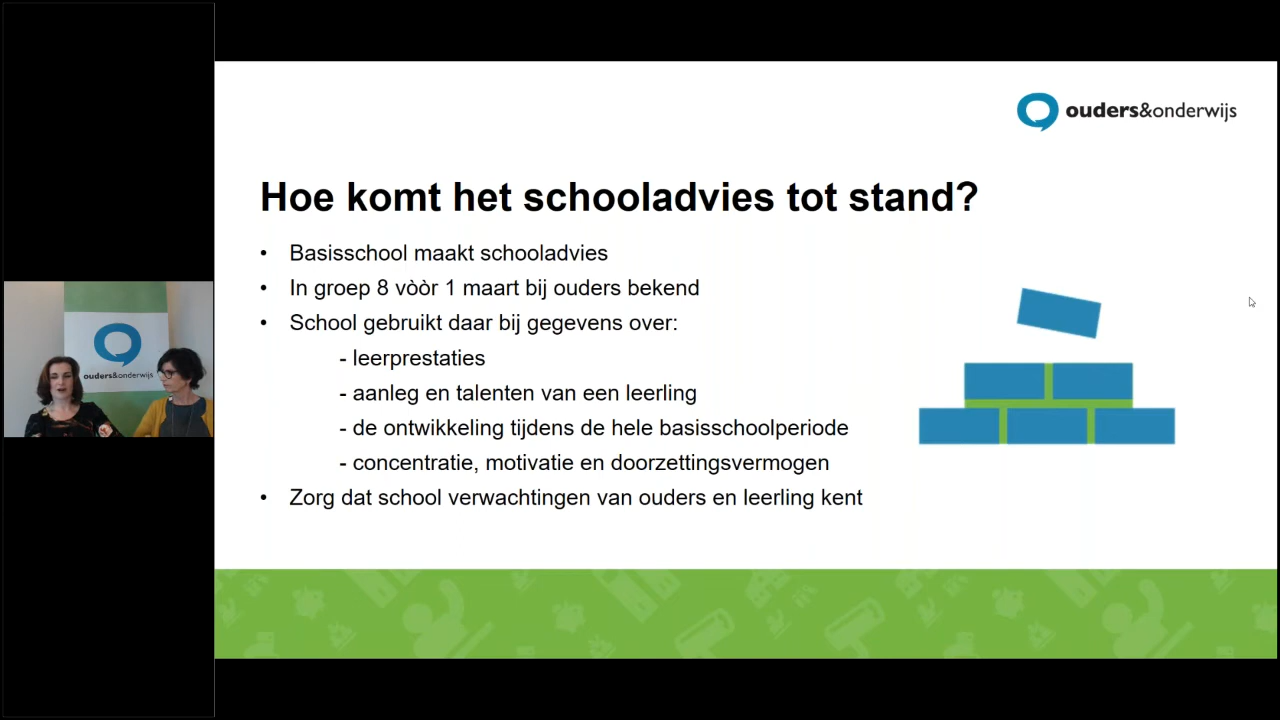 ouders&onderwijs
Hoe komt het schooladvies tot stand?
• Basisschool maakt schooladvies
• In groep 8 vòòr 1 maart bij ouders bekend
• School gebruikt daar bij gegevens over:
- leerprestaties
- aanleg en talenten van een leerling
- de ontwikkeling tijdens de hele basisschoolperiode
- concentratie, motivatie en doorzettingsvermogen
• Zorg dat school verwachtingen van ouders en leerling kent
ouders&onderwijs